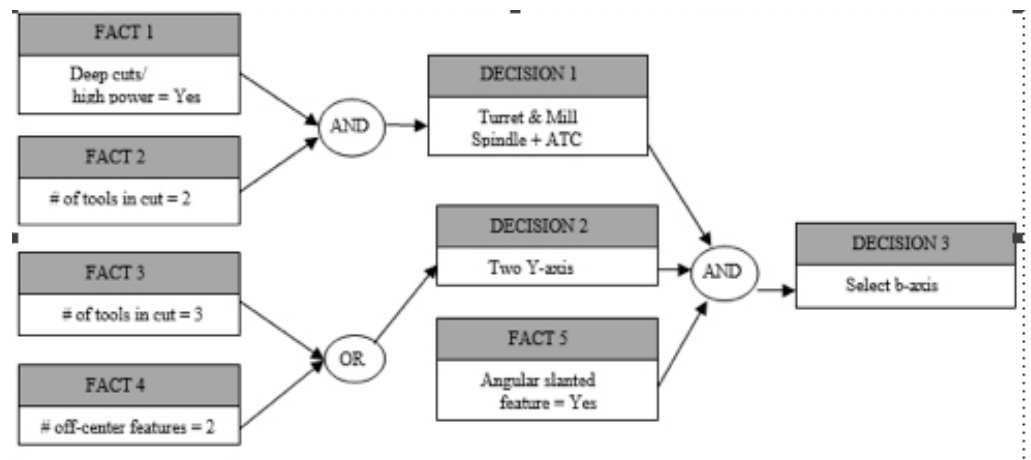 FACT 1
Deep cuts/
high power = Yes
FACT 2
# of tools in cut = 2
AND
DECISION 1
Turret & Mill
Spindle + ATC
FACT 3
# of tools in cut = 3
FACT 4
# off-center features = 2
OR
DECISION 2
Two Y-axis
FACT 5
Angular slanted
feature = Yes
AND
DECISION 3
Select b-axis